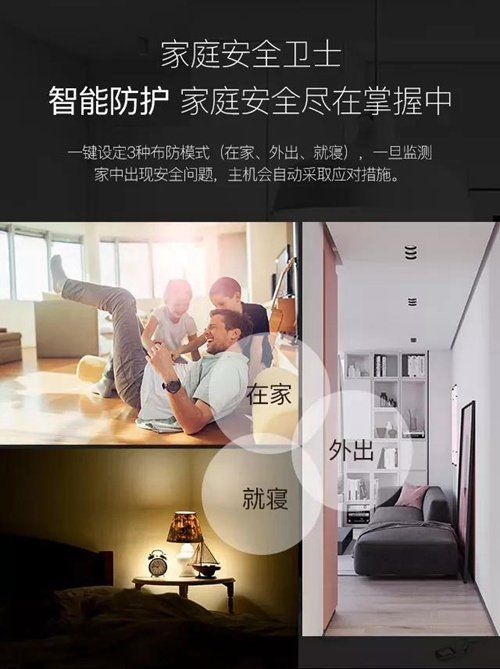 家庭安全卫士
智能防护 家庭安全尽在掌握中
一键设定3种布防模式（在家、外出、就寝），一旦监测
家中出现安全问题，主机会自动采取应对措施。
在家
外出
就寝